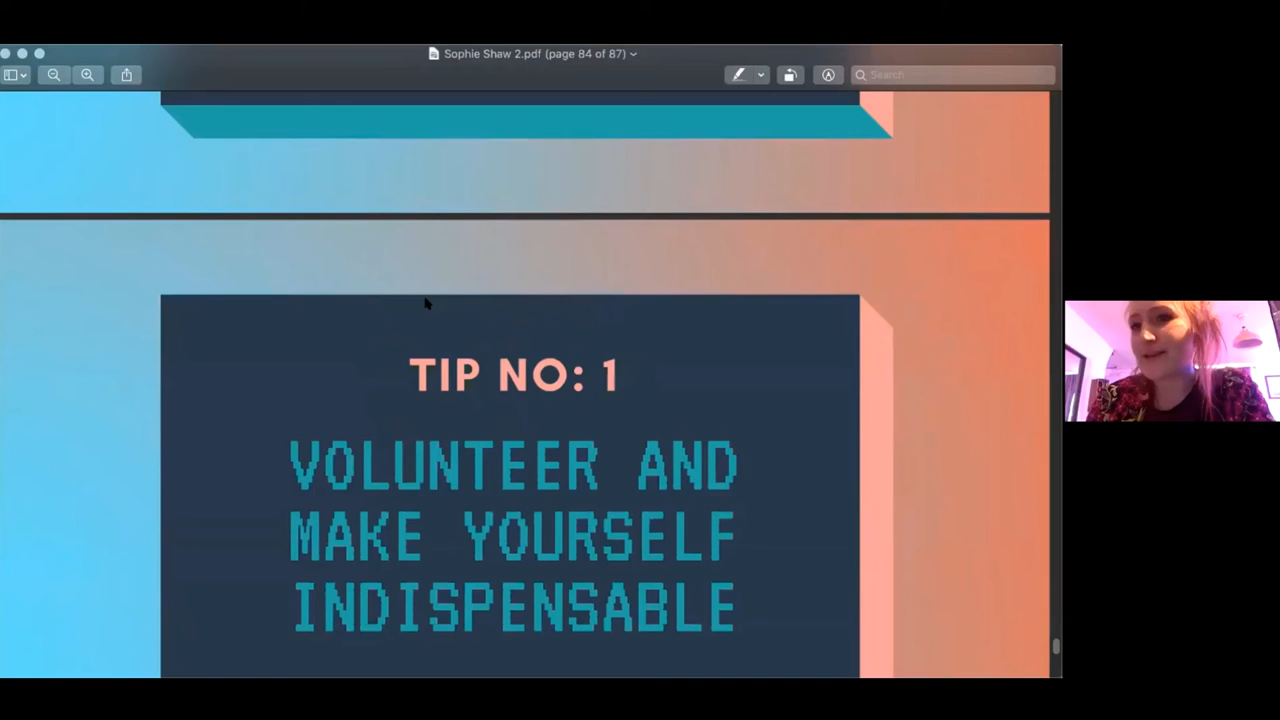 Sophie Shaw 2.pdf (page 84 of 87)
Search
TIP NO: 1
VOLUNTEER AND
MAKE YOURSELF
INDISPENSABLE